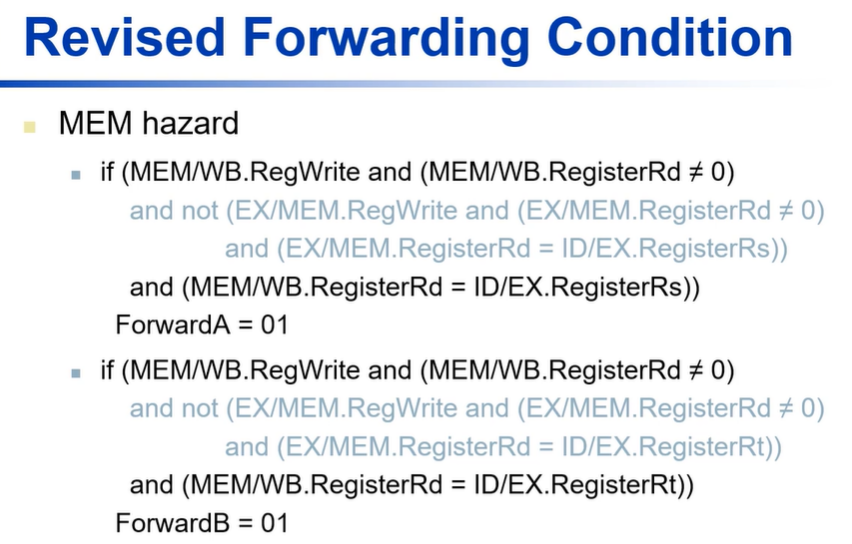 Revised Forwarding Condition
MEM hazard
if (MEM/WB.RegWrite and (MEM/WB.RegisterRd ≠ 0)
and not (EX/MEM.RegWrite and (EX/MEM.RegisterRd ≠ 0)
and (EX/MEM.RegisterRd = ID/EX.RegisterRs))
and (MEM/WB.RegisterRd = ID/EX.RegisterRs))
ForwardA = 01
if (MEM/WB.RegWrite and (MEM/WB.RegisterRd ≠ 0)
and not (EX/MEM.RegWrite and (EX/MEM.RegisterRd ≠ 0)
and (EX/MEM.RegisterRd = ID/EX.RegisterRt))
and (MEM/WB.RegisterRd = ID/EX.RegisterRt))
ForwardB = 01